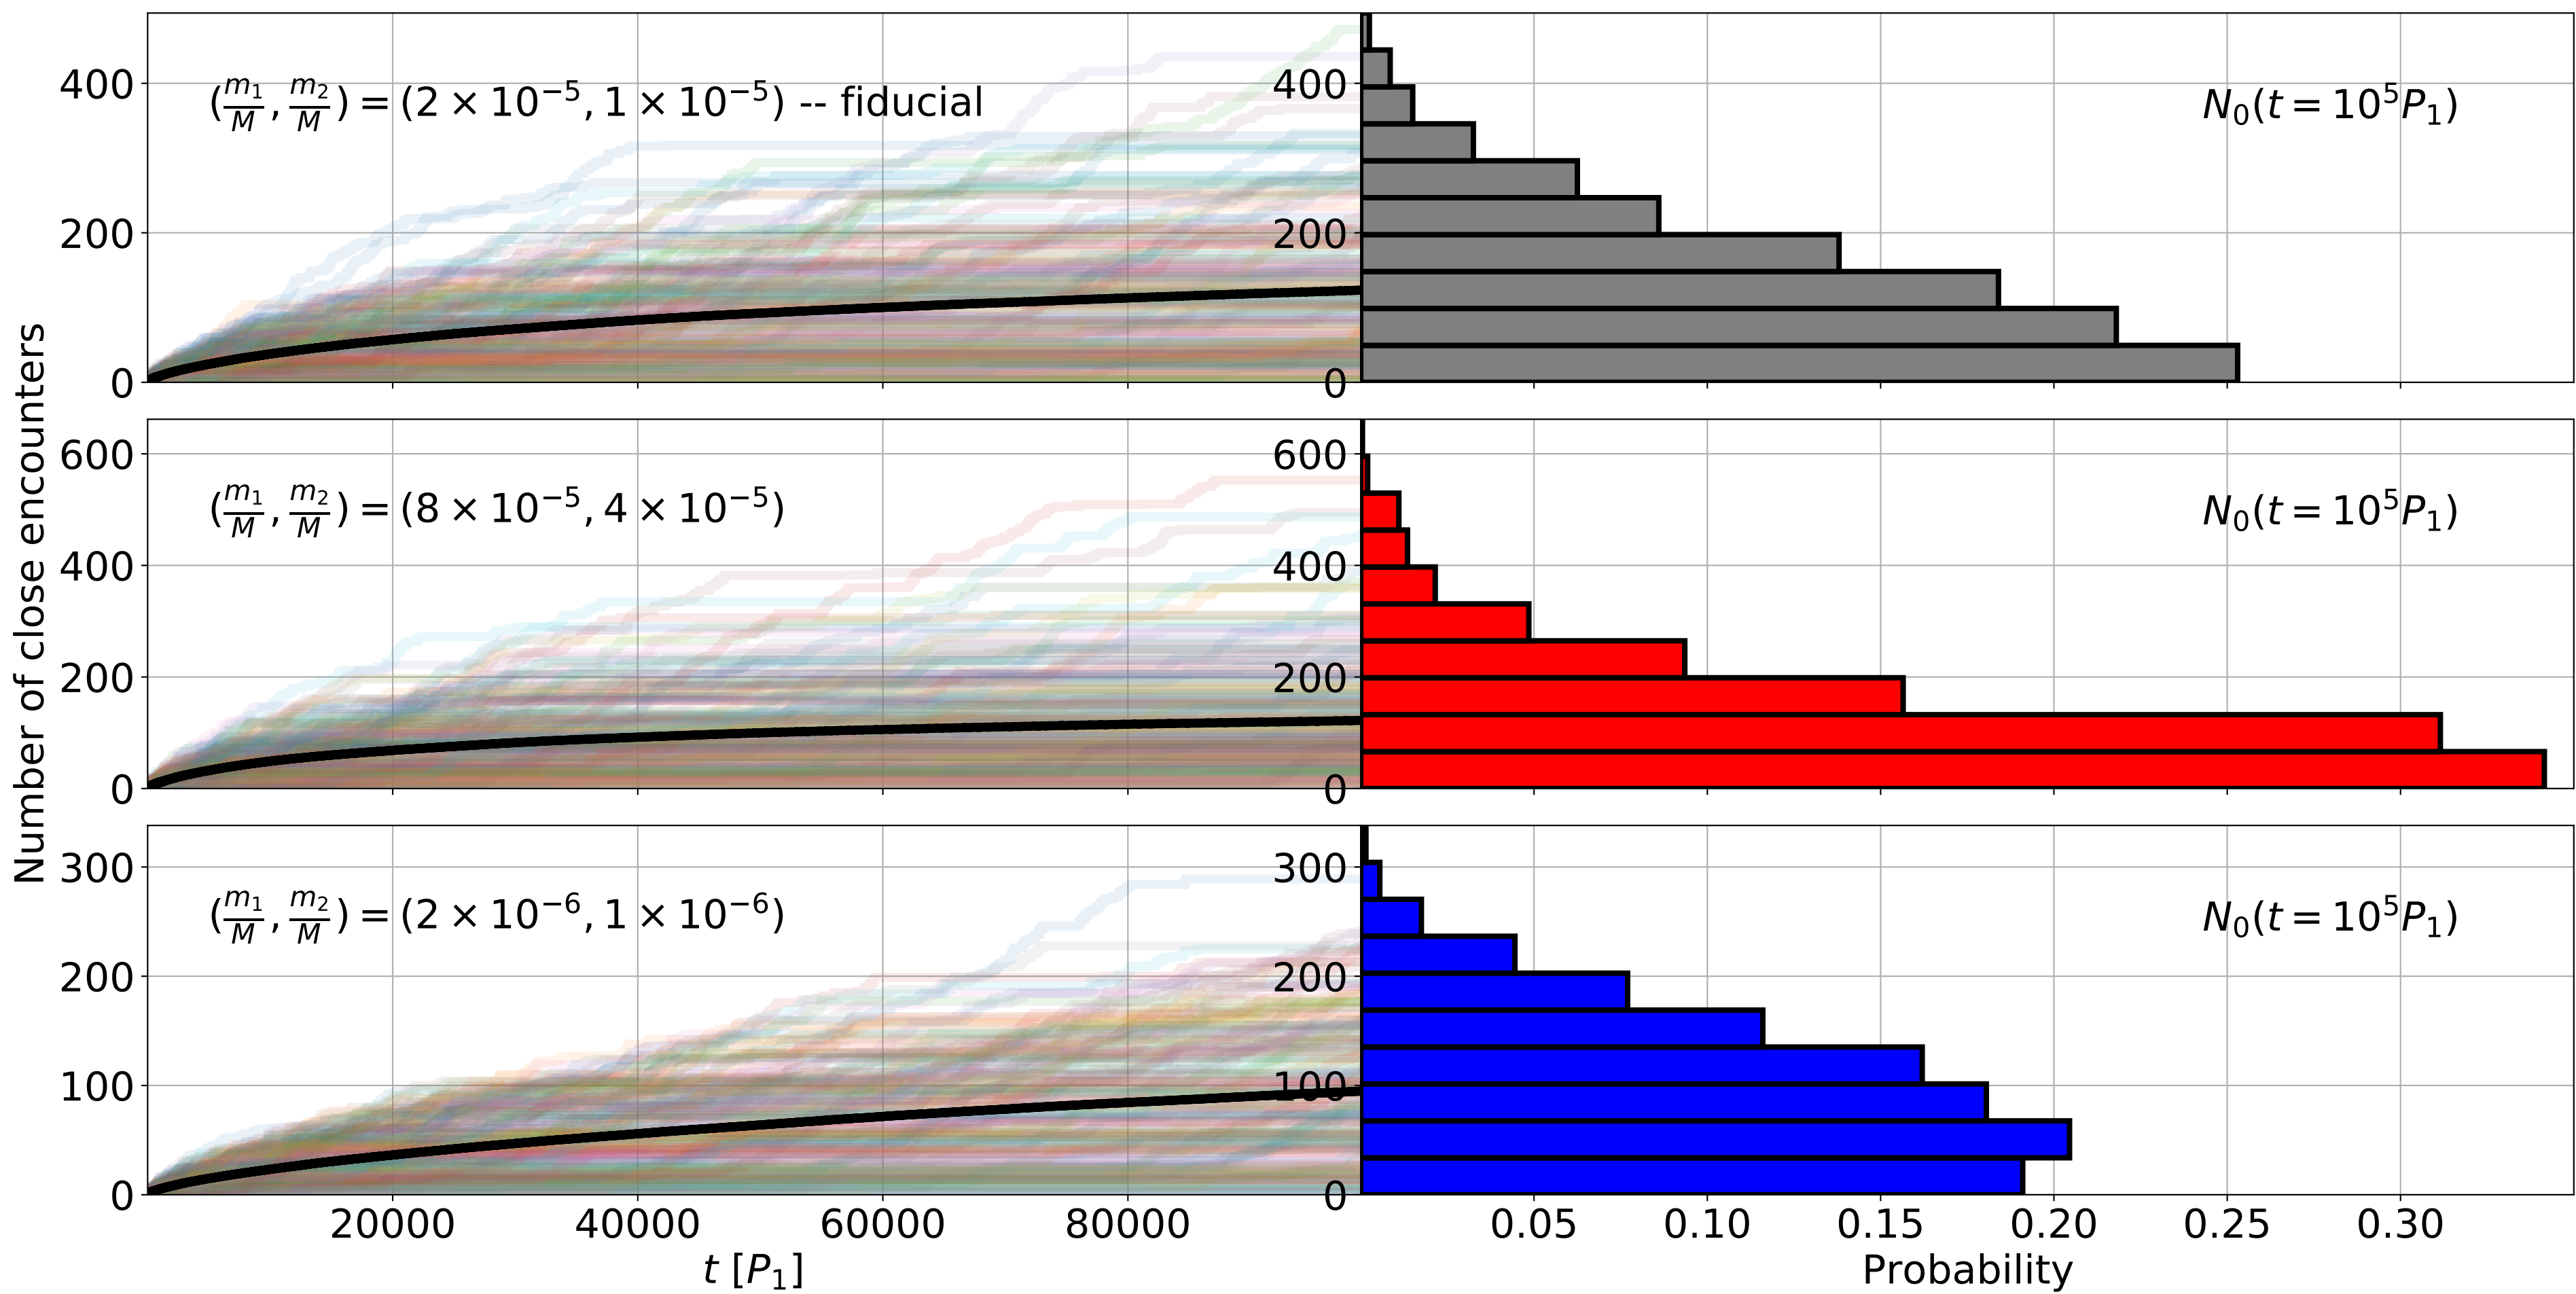 Number of close encounters
400
200
0
(m₁/M, m₂/M) = (2 × 10⁻⁵, 1 × 10⁻⁵) -- fiducial
400
200
0
N₀(t = 10⁵P₁)
600
400
200
0
(m₁/M, m₂/M) = (8 × 10⁻⁵, 4 × 10⁻⁵)
600
400
200
0
N₀(t = 10⁵P₁)
300
200
100
0
(m₁/M, m₂/M) = (2 × 10⁻⁶, 1 × 10⁻⁶)
300
200
100
0
N₀(t = 10⁵P₁)
20000 40000 60000 80000
t [P₁]
0.05 0.10 0.15 0.20 0.25 0.30
Probability